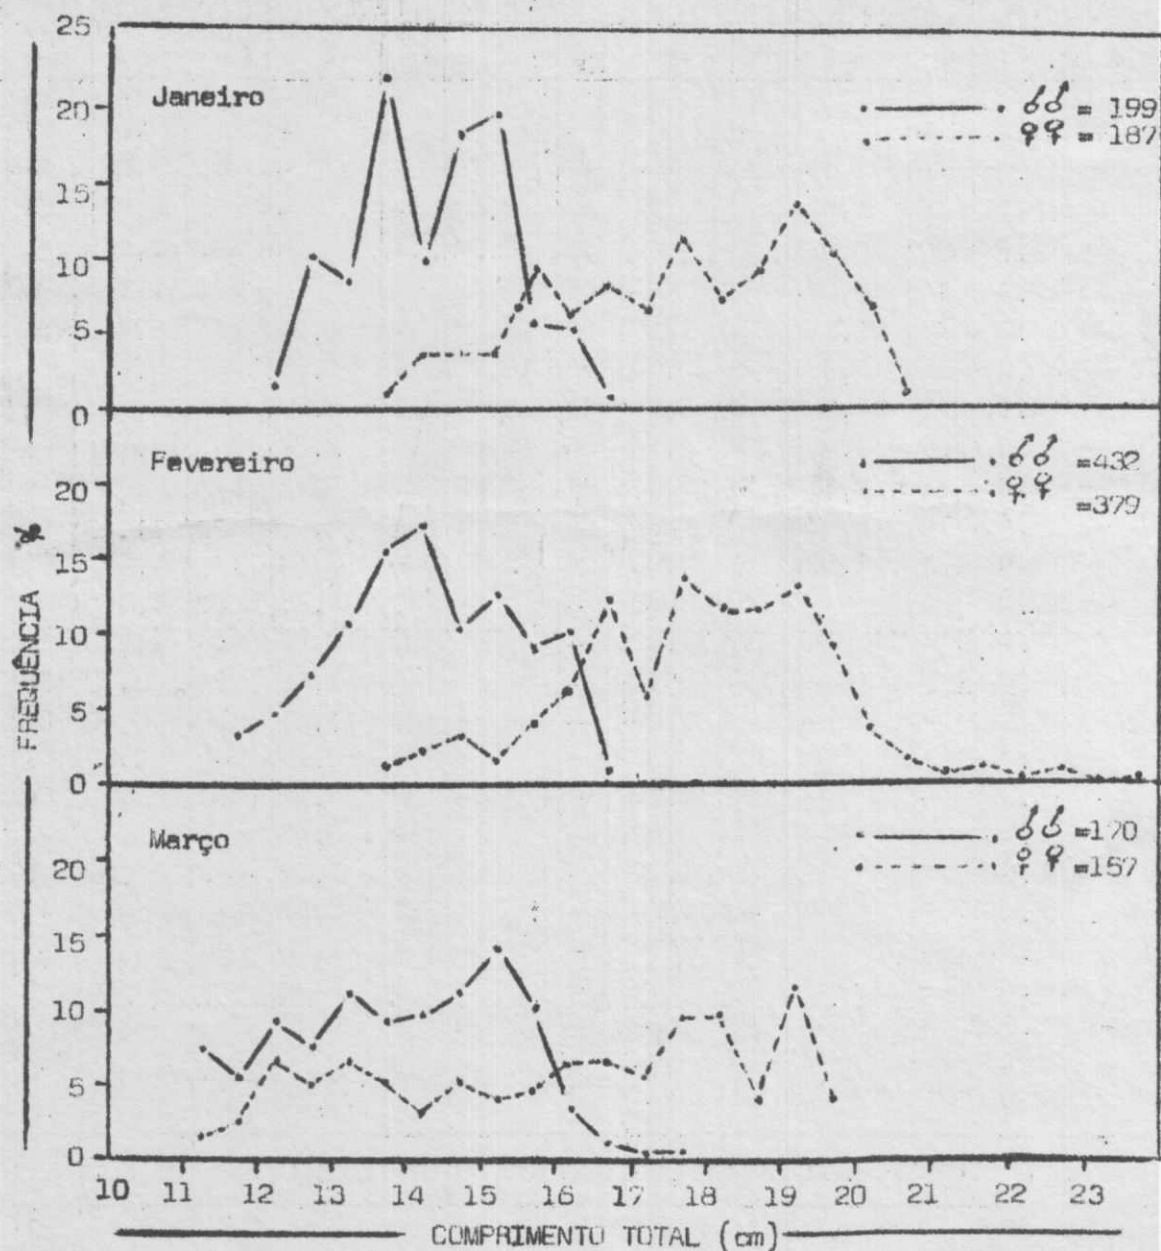 25
20
15
10
5
0
Janeiro
♂♂ = 199
♀♀ = 187
20
15
10
5
0
Fevereiro
♂♂ =432
♀♀
=379
20
15
10
5
0
Março
♂♂ =170
♀♀ =157
FREQUÊNCIA %
10 11 12 13 14 15 16 17 18 19 20 21 22 23
COMPRIMENTO TOTAL (cm)